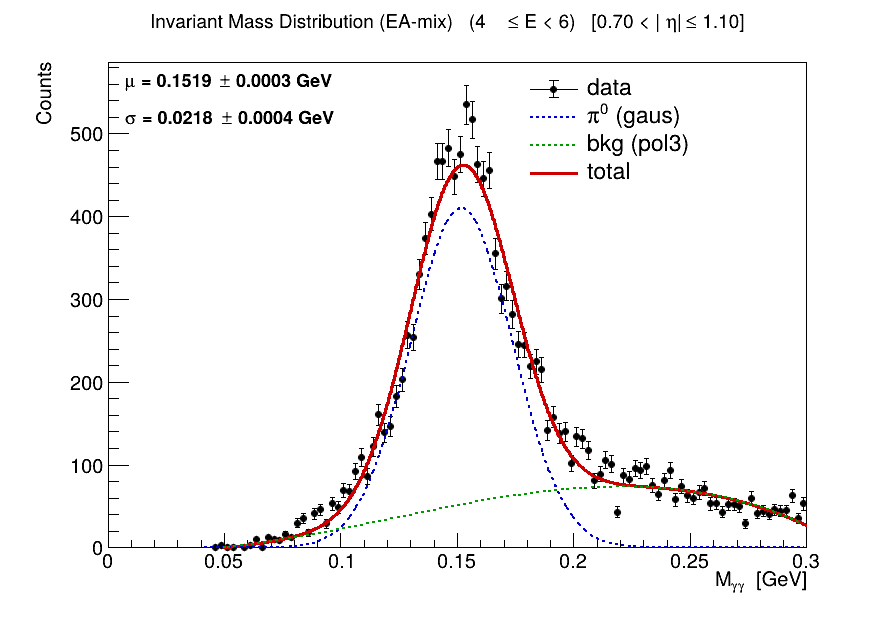 Invariant Mass Distribution (EA-mix) (4 ≤ E < 6) [0.70 < | η| ≤ 1.10]
Counts
μ = 0.1519 ± 0.0003 GeV
σ = 0.0218 ± 0.0004 GeV
data
π⁰ (gaus)
bkg (pol3)
total
500
400
300
200
100
0
0 0.05 0.1 0.15 0.2 0.25 0.3
Mγγ [GeV]